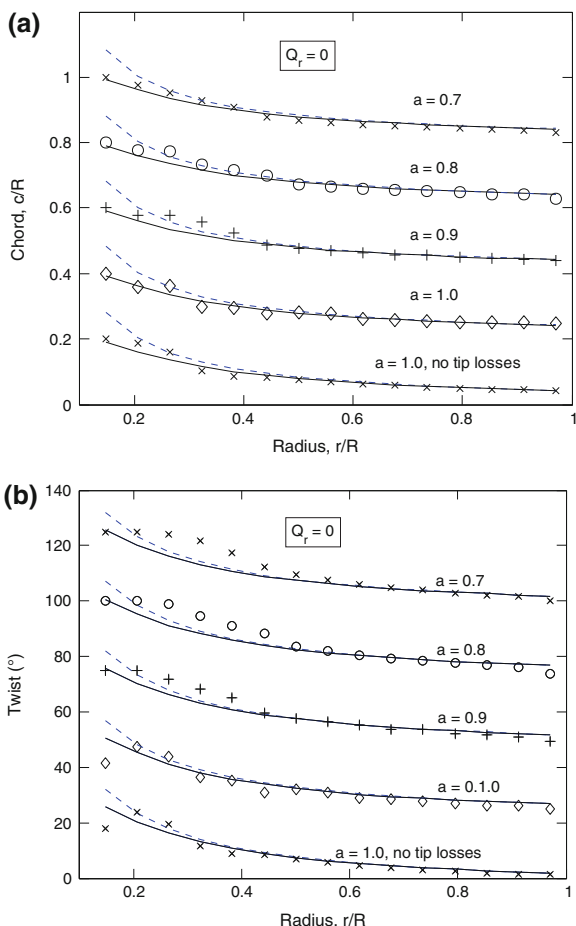 (a)
Q_r = 0
1
0.8
0.6
0.4
0.2
0
Chord, c/R
a = 0.7
a = 0.8
a = 0.9
a = 1.0
a = 1.0, no tip losses
0.2 0.4 0.6 0.8 1
Radius, r/R
(b)
140
120
100
80
60
40
20
0
Twist (°)
Q_r = 0
a = 0.7
a = 0.8
a = 0.9
a = 0.1.0
a = 1.0, no tip losses
0.2 0.4 0.6 0.8 1
Radius, r/R